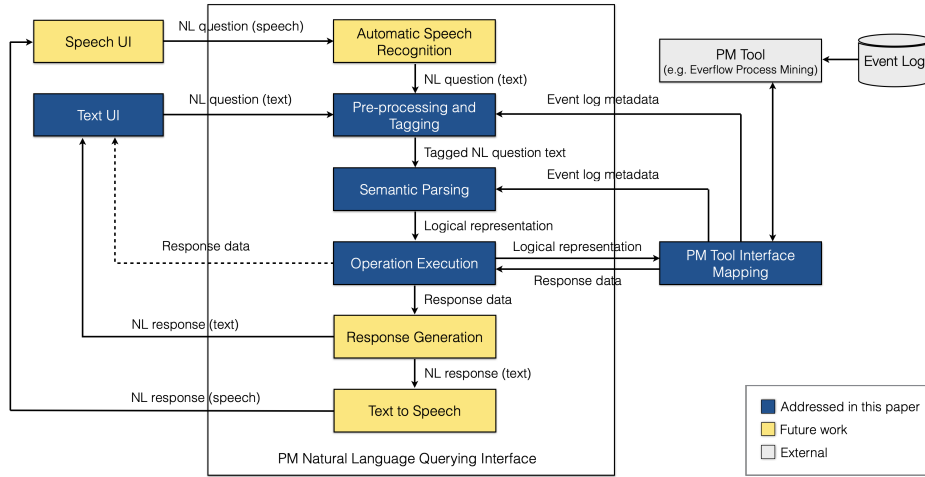 NL question (speech)
Speech UI
Automatic Speech
Recognition
PM Tool
(e.g. Everflow Process Mining)
Event Log
NL question (text)
NL question (text)
Event log metadata
Text UI
Pre-processing and
Tagging
Tagged NL question text
Event log metadata
Semantic Parsing
Logical representation
Response data
Operation Execution
Logical representation
PM Tool Interface
Mapping
Response data
Response data
NL response (text)
Response Generation
NL response (text)
NL response (speech)
Text to Speech
PM Natural Language Querying Interface
Addressed in this paper
Future work
External